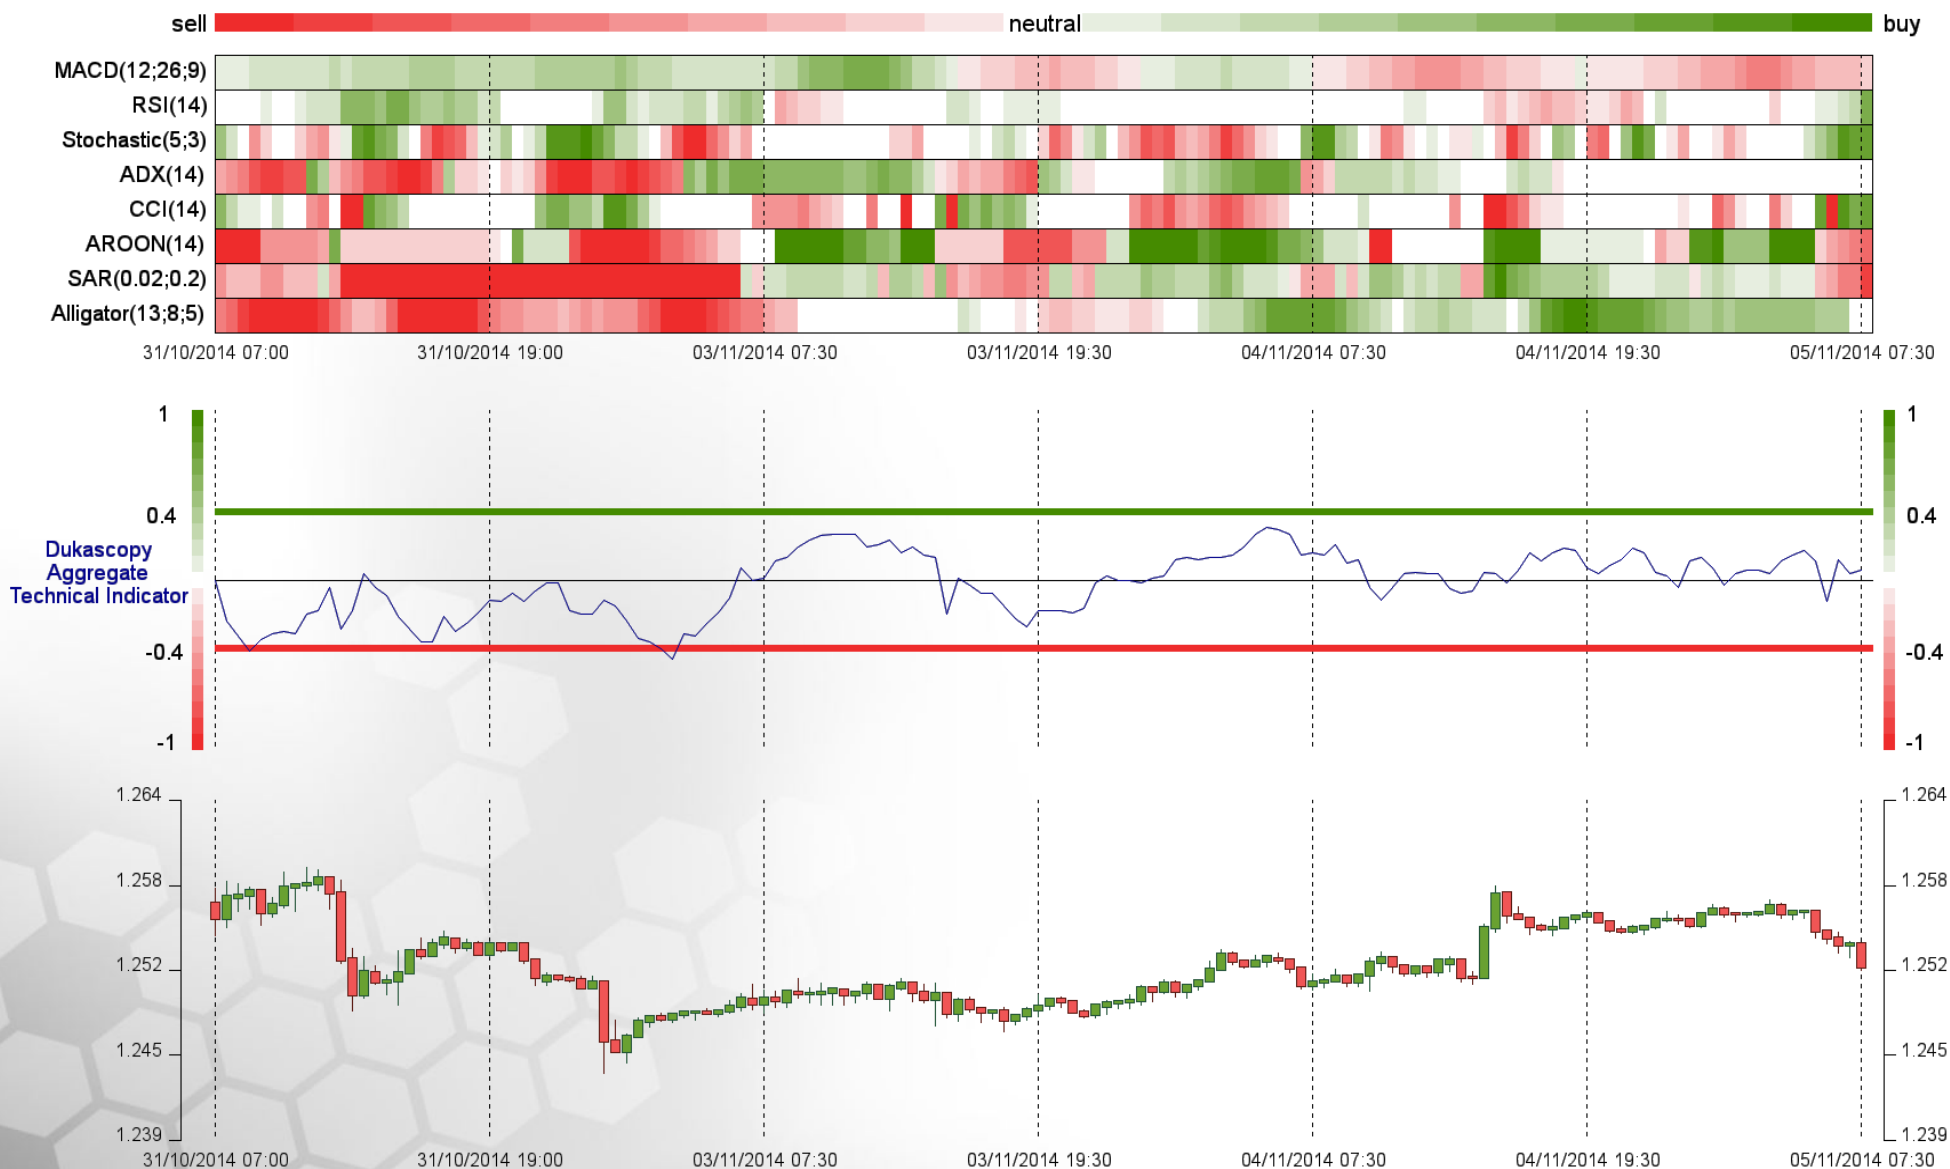 sell neutral buy
MACD(12;26;9)
RSI(14)
Stochastic(5;3)
ADX(14)
CCI(14)
AROON(14)
SAR(0.02;0.2)
Alligator(13;8;5)
31/10/2014 07:00 31/10/2014 19:00 03/11/2014 07:30 03/11/2014 19:30 04/11/2014 07:30 04/11/2014 19:30 05/11/2014 07:30
1 1
0.4 0.4
Dukascopy
Aggregate
Technical Indicator
-0.4 -0.4
-1 -1
1.264 1.264
1.258 1.258
1.252 1.252
1.245 1.245
1.239 1.239
31/10/2014 07:00 31/10/2014 19:00 03/11/2014 07:30 03/11/2014 19:30 04/11/2014 07:30 04/11/2014 19:30 05/11/2014 07:30